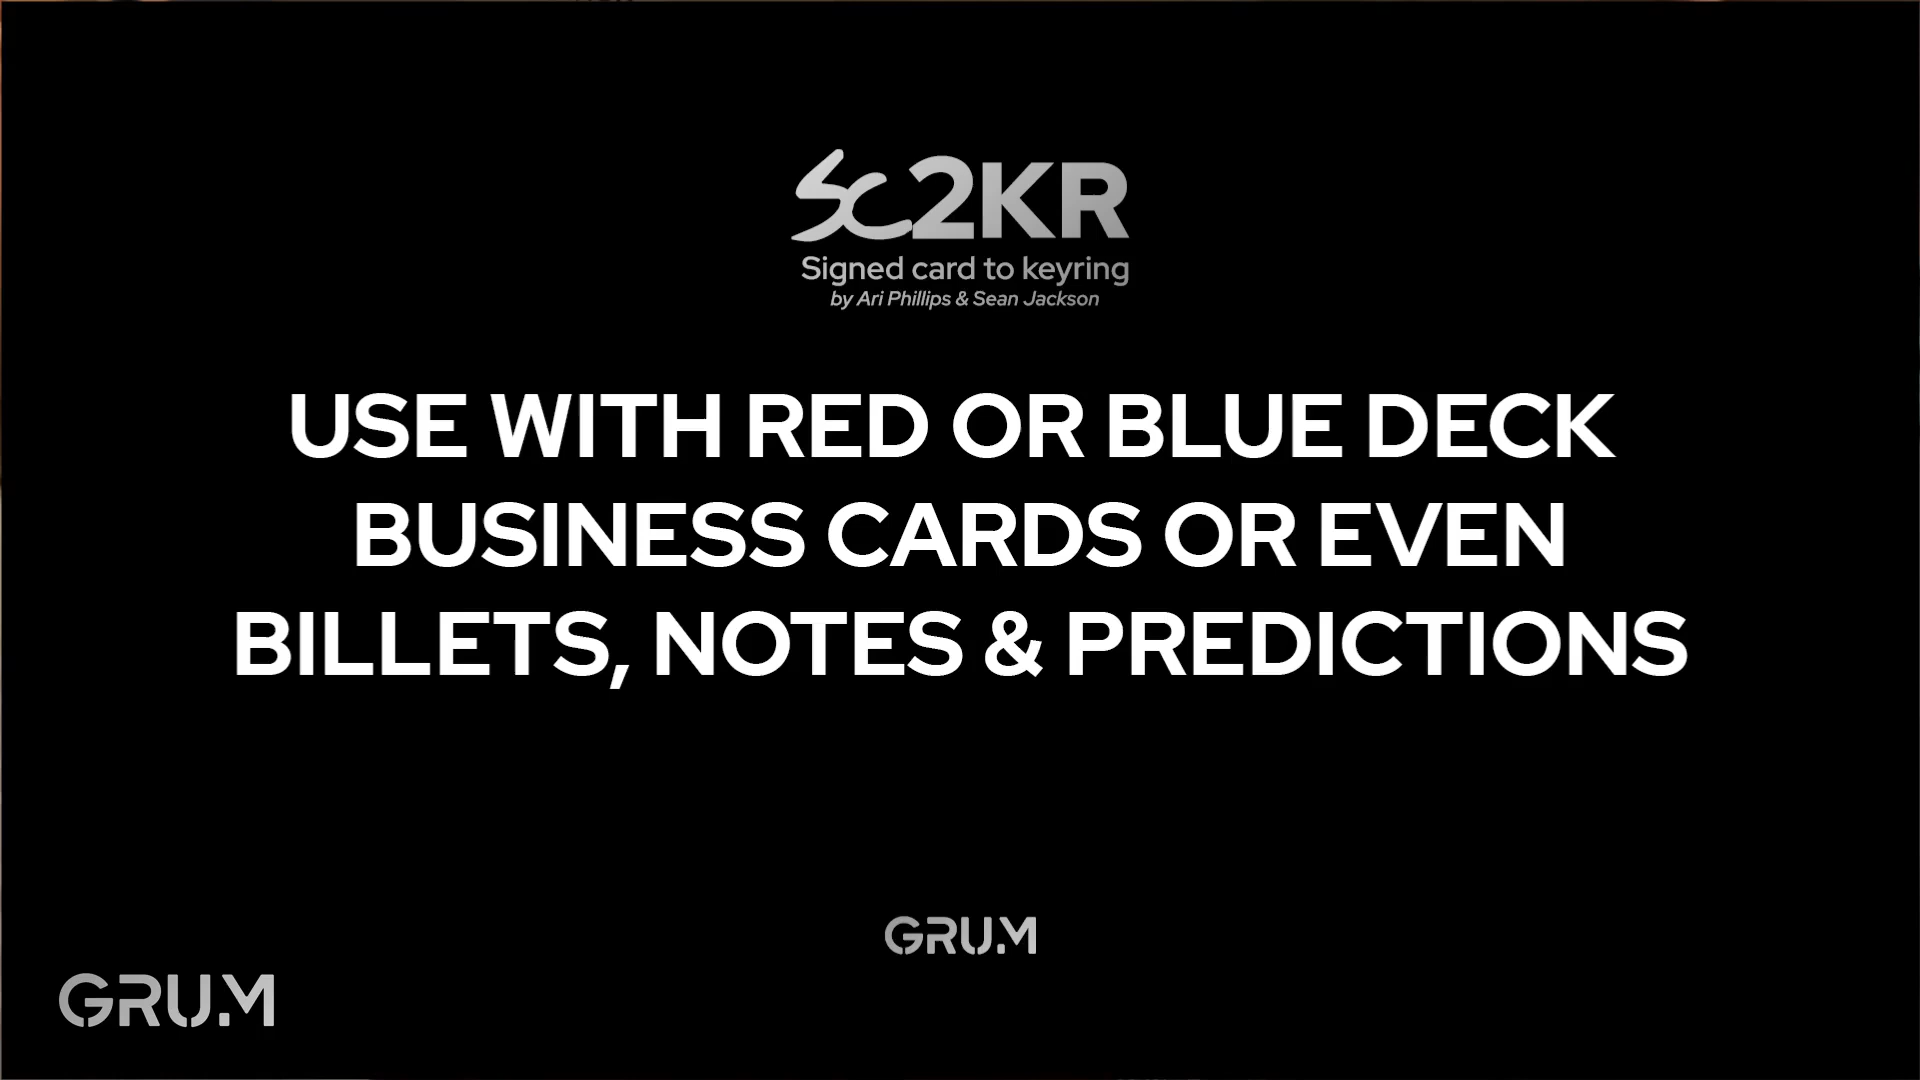 Sc2KR
Signed card to keyring
by Ari Phillips & Sean Jackson
USE WITH RED OR BLUE DECK
BUSINESS CARDS OR EVEN
BILLETS, NOTES & PREDICTIONS
GRU.M
GRU.M